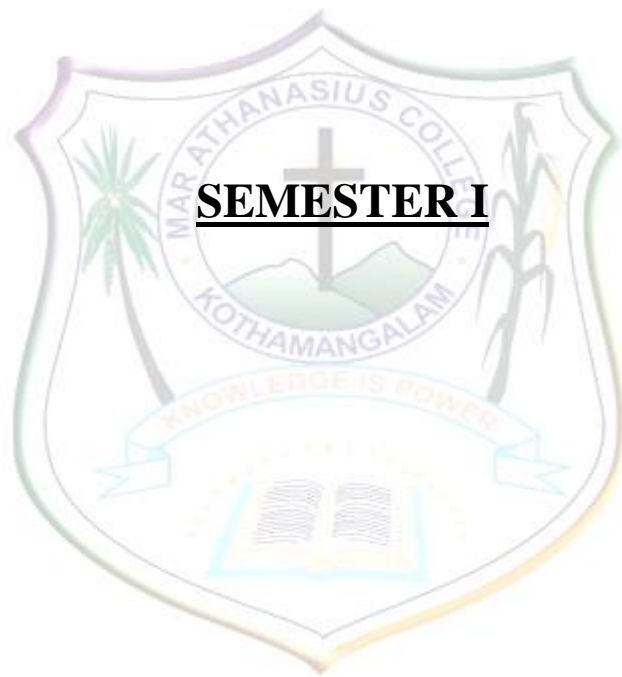 MAR ATHANASIUS COLLEGE
SEMESTER I
KOTHAMANGALAM
KNOWLEDGE IS POWER